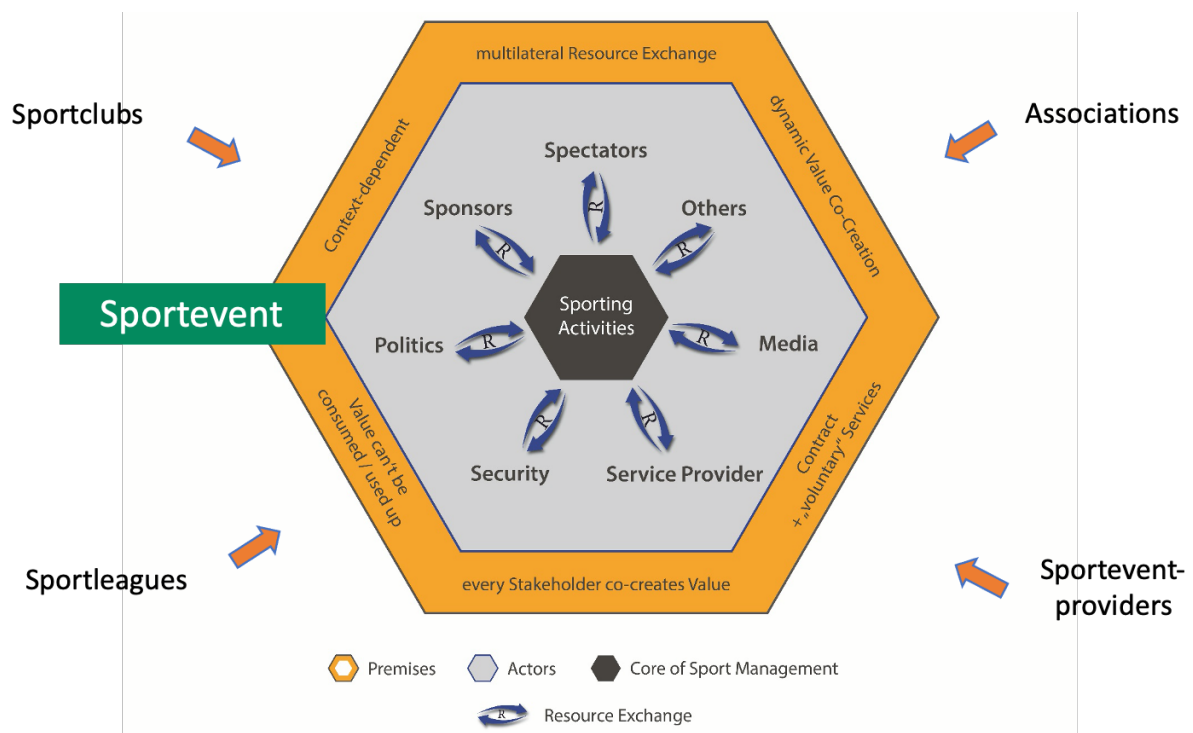 multilateral Resource Exchange
Sportclubs
Associations
Context-dependent
dynamic Value Co-Creation
Spectators
Sponsors
Others
R
R
R
Sportevent
Sporting
Activities
Politics
R
R
Media
Value can't be
consumed / used up
Contract
+ „voluntary“ Services
R
R
Security
Service Provider
Sportleagues
every Stakeholder co-creates Value
Sportevent-
providers
Premises
Actors
Core of Sport Management
R
Resource Exchange